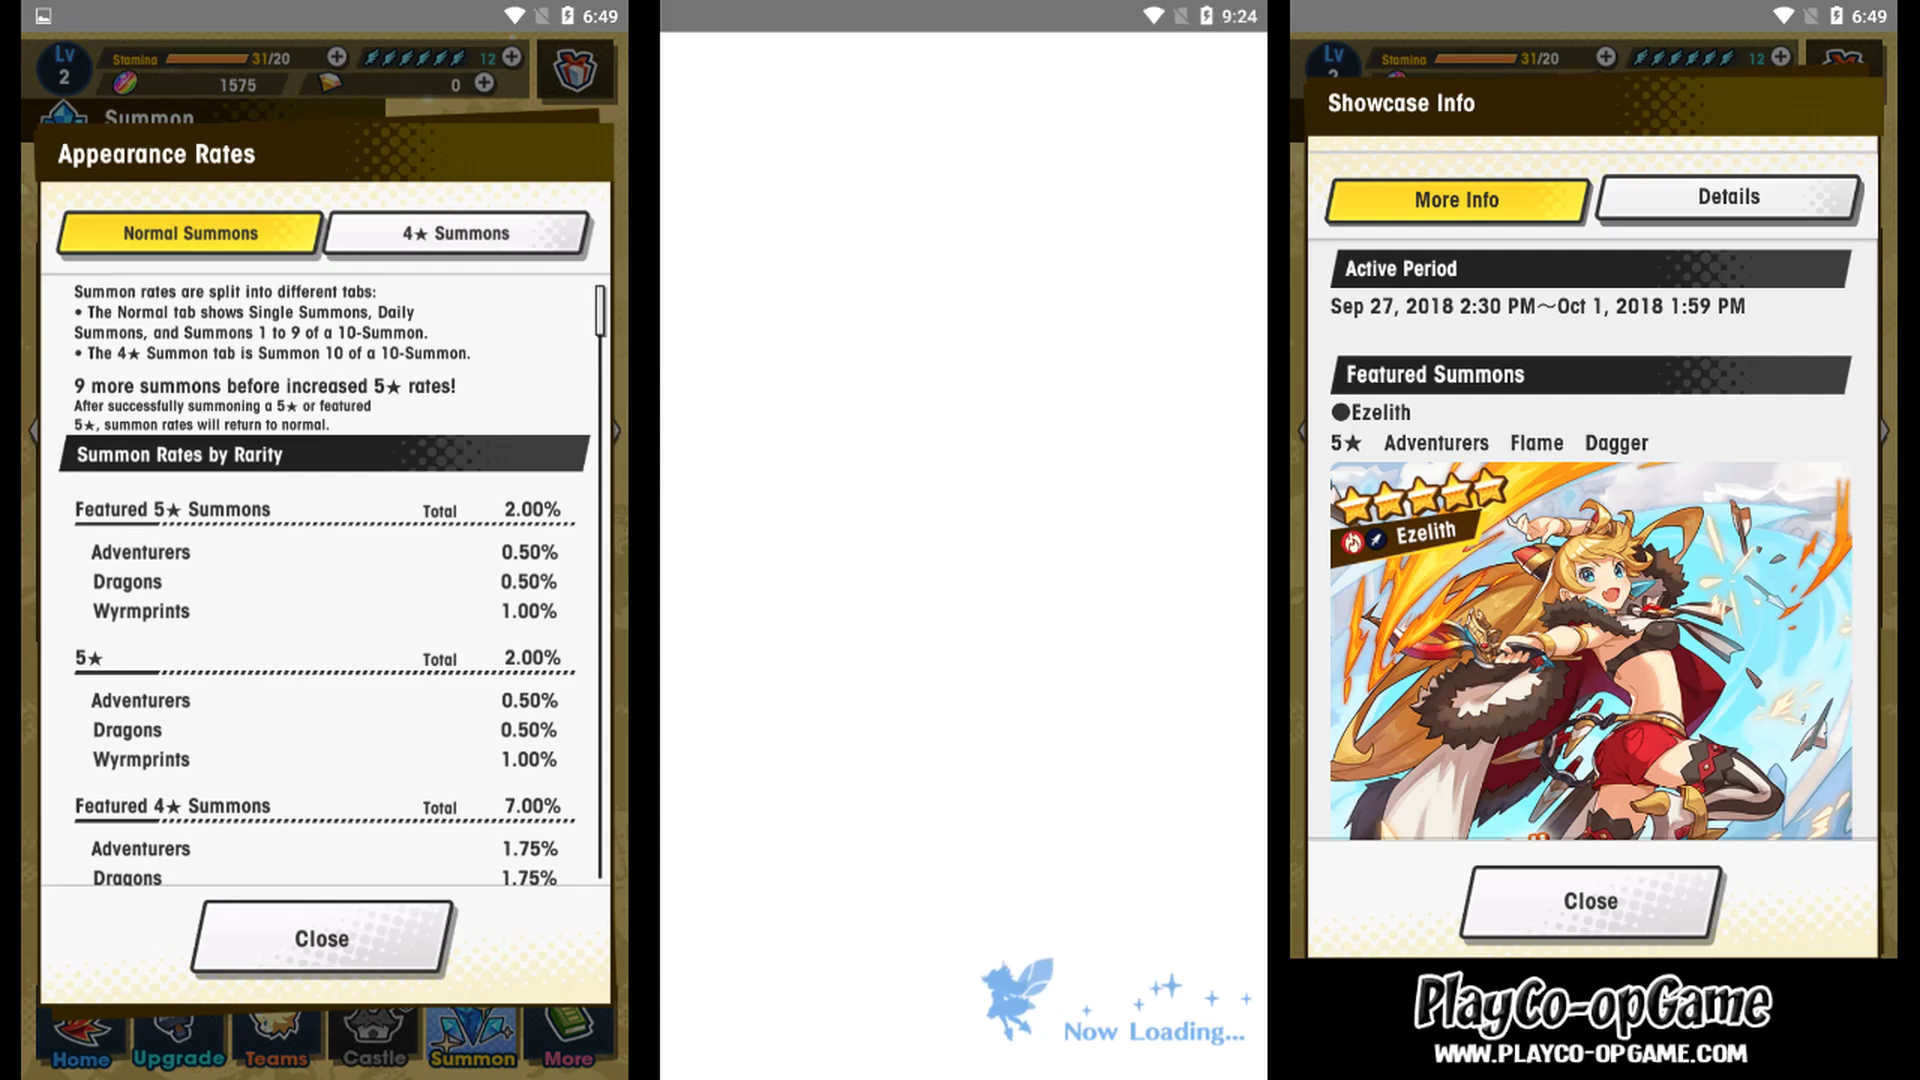 6:49
Lv
2
Stamina 31/20
12
1575
0
Summon
Appearance Rates
Normal Summons
4★ Summons
Summon rates are split into different tabs:
• The Normal tab shows Single Summons, Daily
Summons, and Summons 1 to 9 of a 10-Summon.
• The 4★ Summon tab is Summon 10 of a 10-Summon.
9 more summons before increased 5★ rates!
After successfully summoning a 5★ or featured
5★, summon rates will return to normal.
Summon Rates by Rarity
Featured 5★ Summons Total 2.00%
Adventurers 0.50%
Dragons 0.50%
Wyrmprints 1.00%
5★ Total 2.00%
Adventurers 0.50%
Dragons 0.50%
Wyrmprints 1.00%
Featured 4★ Summons Total 7.00%
Adventurers 1.75%
Dragons 1.75%
Close
Home
Upgrade
Teams
Castle
Summon
More
9:24
Now Loading...
6:49
Lv
2
Stamina 31/20
12
Showcase Info
More Info
Details
Active Period
Sep 27, 2018 2:30 PM~Oct 1, 2018 1:59 PM
Featured Summons
●Ezelith
5★ Adventurers Flame Dagger
Ezelith
Close
PlayCo-opGame
www.PlayCo-opGame.com